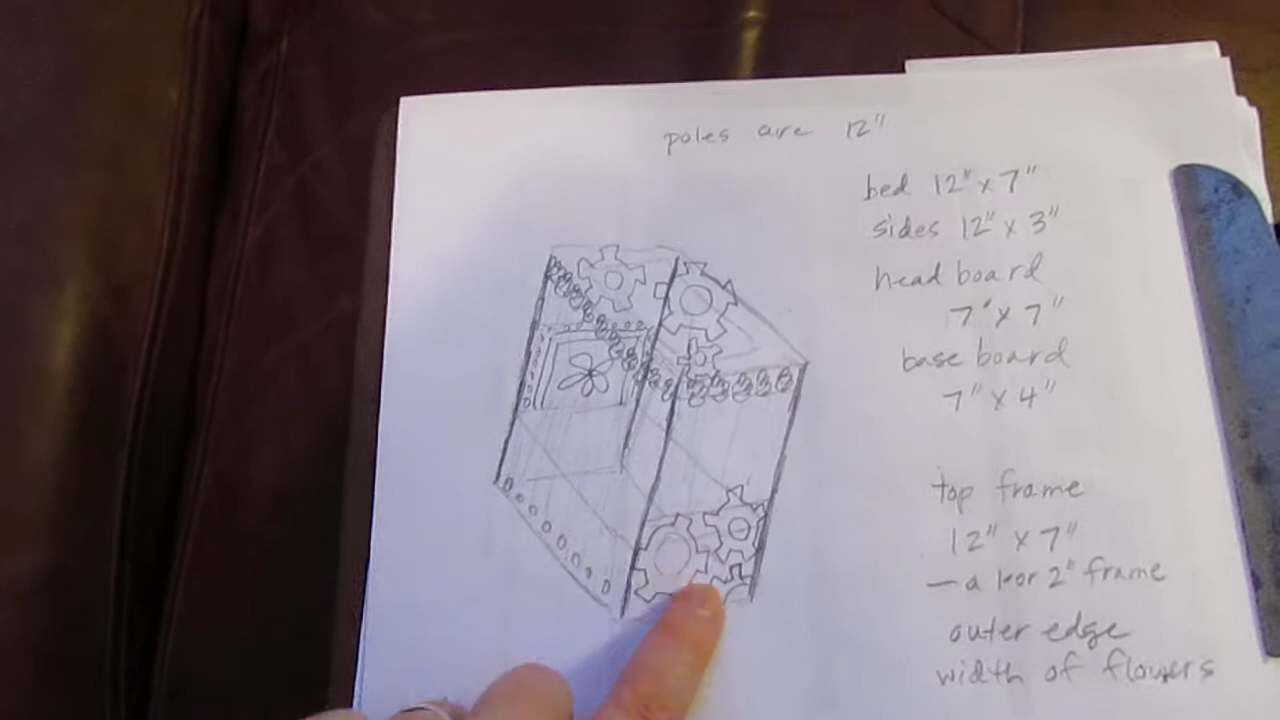 poles are 12"
bed 12" x 7"
sides 12" x 3"
head board
7" x 7"
base board
7" x 4"
top frame
12" x 7"
— a 1 or 2" frame
outer edge
width of flowers